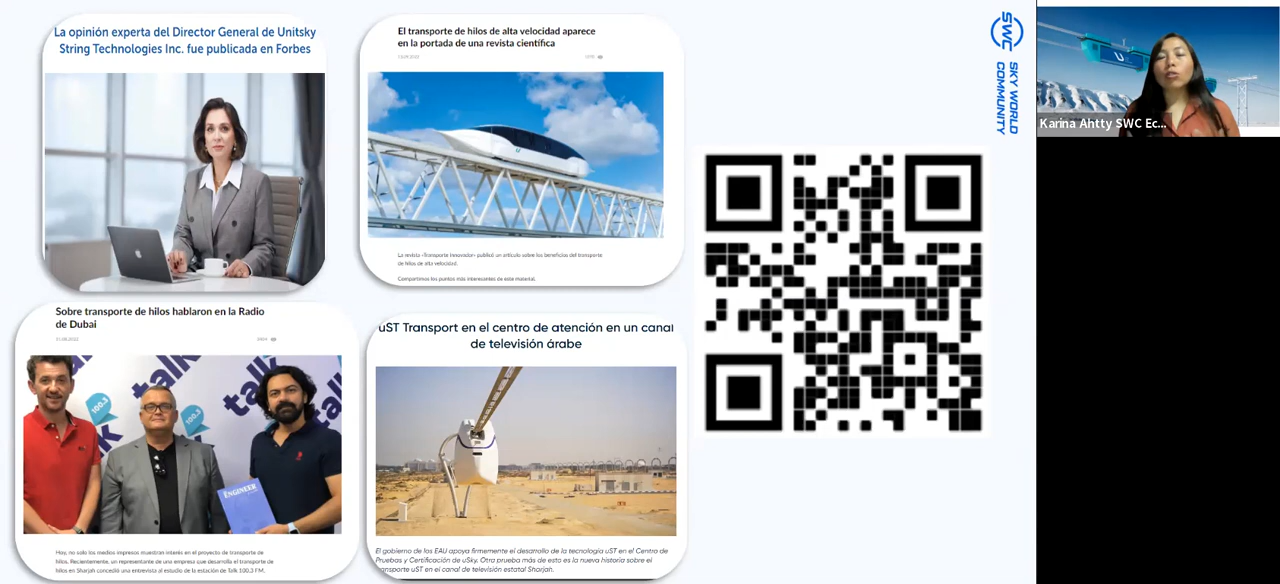 La opinión experta del Director General de Unitsky
String Technologies Inc. fue publicada en Forbes
El transporte de hilos de alta velocidad aparece
en la portada de una revista científica
La revista «Transporte Innovador» publicó un artículo sobre los beneficios del transporte
de hilos de alta velocidad.
Compartimos los puntos más interesantes de este material.
SWC
SKY WORLD
COMMUNITY
Karina Ahtty SWC Ec...
Sobre transporte de hilos hablaron en la Radio
de Dubai
talk
100.3
100.3
talk
ENGINEER
Hoy, no solo los medios impresos muestran interés en el proyecto de transporte de
hilos. Recientemente, un representante de una empresa que desarrolla el transporte de
hilos en Sharjah concedió una entrevista al estudio de la estación de Talk 100,3 FM.
uST Transport en el centro de atención en un canal
de televisión árabe
El gobierno de los EAU apoya firmemente el desarrollo de la tecnología uST en el Centro de
Pruebas y Certificación de uSky. Otra prueba más de esto es la nueva historia sobre el
transporte uST en el canal de televisión estatal Sharjah.